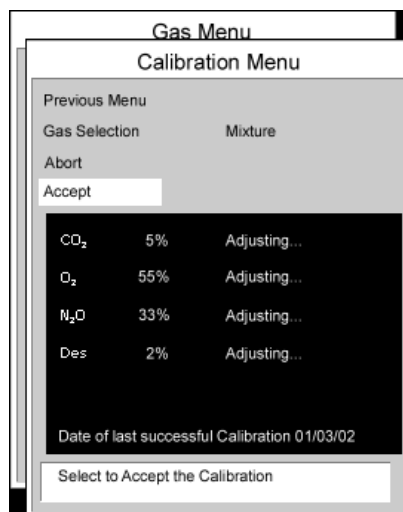 Gas Menu
Calibration Menu
Previous Menu
Gas Selection Mixture
Abort
Accept
CO₂ 5% Adjusting...
O₂ 55% Adjusting...
N₂O 33% Adjusting...
Des 2% Adjusting...
Date of last successful Calibration 01/03/02
Select to Accept the Calibration